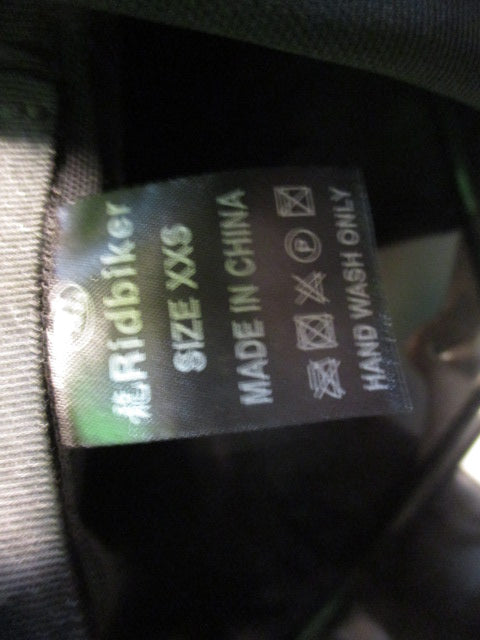 Ridbiker
SIZE XXS
MADE IN CHINA
P
HAND WASH ONLY